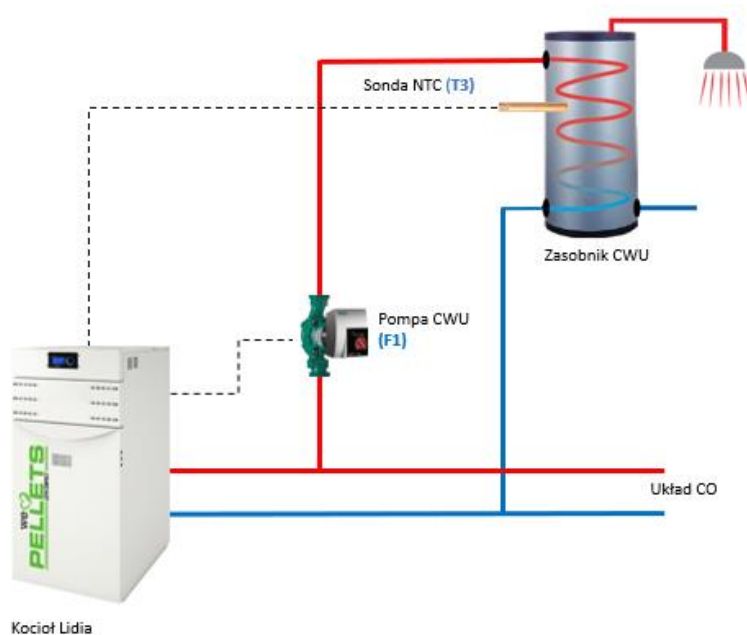 Sonda NTC (T3)
Zasobnik CWU
Pompa CWU
(F1)
PELLETS
Układ CO
Kocioł Lidia